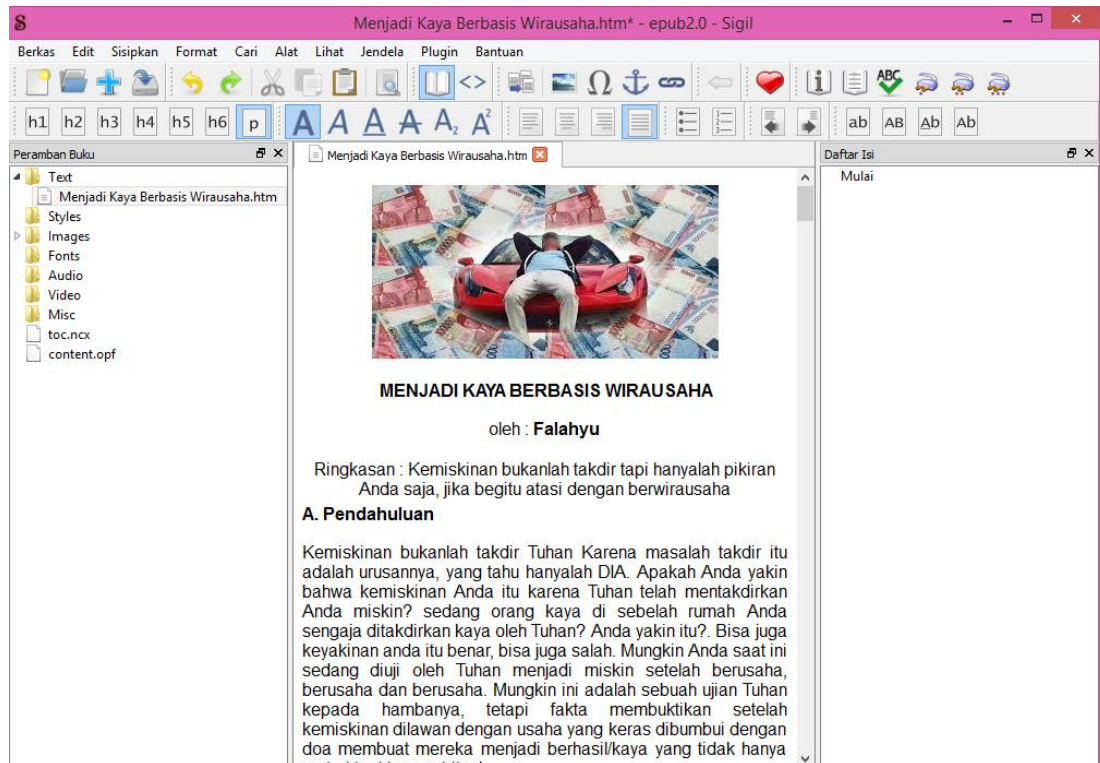 Menjadi Kaya Berbasis Wirausaha.htm* - epub2.0 - Sigil
Berkas Edit Sisipkan Format Cari Alat Lihat Jendela Plugin Bantuan
ABC
h1 h2 h3 h4 h5 h6 p A A A A A₂ A² ab AB Ab Ab
Peramban Buku
Text
Menjadi Kaya Berbasis Wirausaha.htm
Styles
Images
Fonts
Audio
Video
Misc
toc.ncx
content.opf
Menjadi Kaya Berbasis Wirausaha.htm
MENJADI KAYA BERBASIS WIRAUSAHA
oleh : Falahyu
Ringkasan : Kemiskinan bukanlah takdir tapi hanyalah pikiran
Anda saja, jika begitu atasi dengan berwirausaha
A. Pendahuluan
Kemiskinan bukanlah takdir Tuhan Karena masalah takdir itu
adalah urusannya, yang tahu hanyalah DIA. Apakah Anda yakin
bahwa kemiskinan Anda itu karena Tuhan telah mentakdirkan
Anda miskin? sedang orang kaya di sebelah rumah Anda
sengaja ditakdirkan kaya oleh Tuhan? Anda yakin itu?. Bisa juga
keyakinan anda itu benar, bisa juga salah. Mungkin Anda saat ini
sedang diuji oleh Tuhan menjadi miskin setelah berusaha,
berusaha dan berusaha. Mungkin ini adalah sebuah ujian Tuhan
kepada hambanya, tetapi fakta membuktikan setelah
kemiskinan dilawan dengan usaha yang keras dibumbui dengan
doa membuat mereka menjadi berhasil/kaya yang tidak hanya
Daftar Isi
Mulai